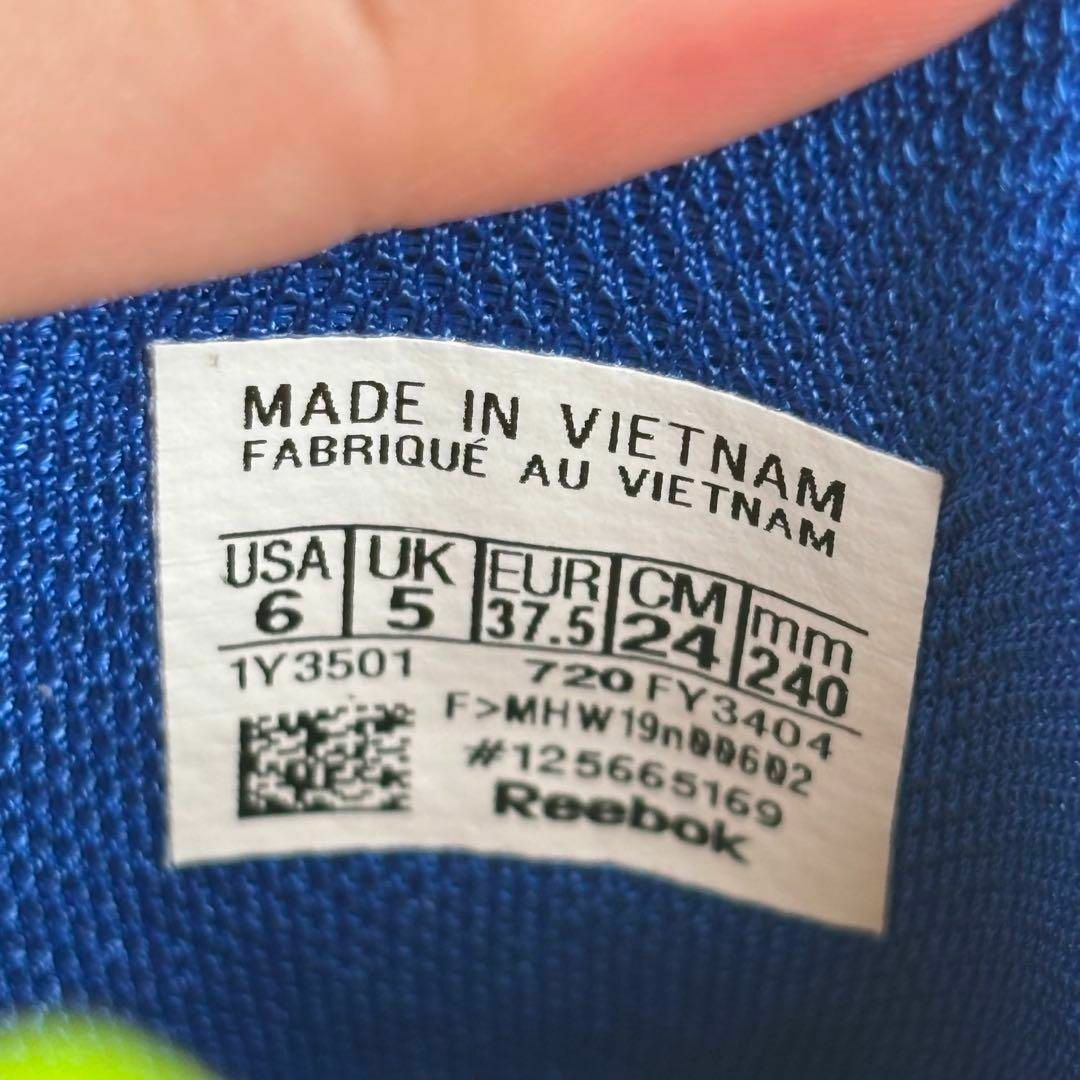 MADE IN VIETNAM
FABRIQUÉ AU VIETNAM
USA UK EUR CM mm
6 5 37.5 24 240
1Y3501 720 FY3404
F>MHW19n00602
#125665169
Reebok